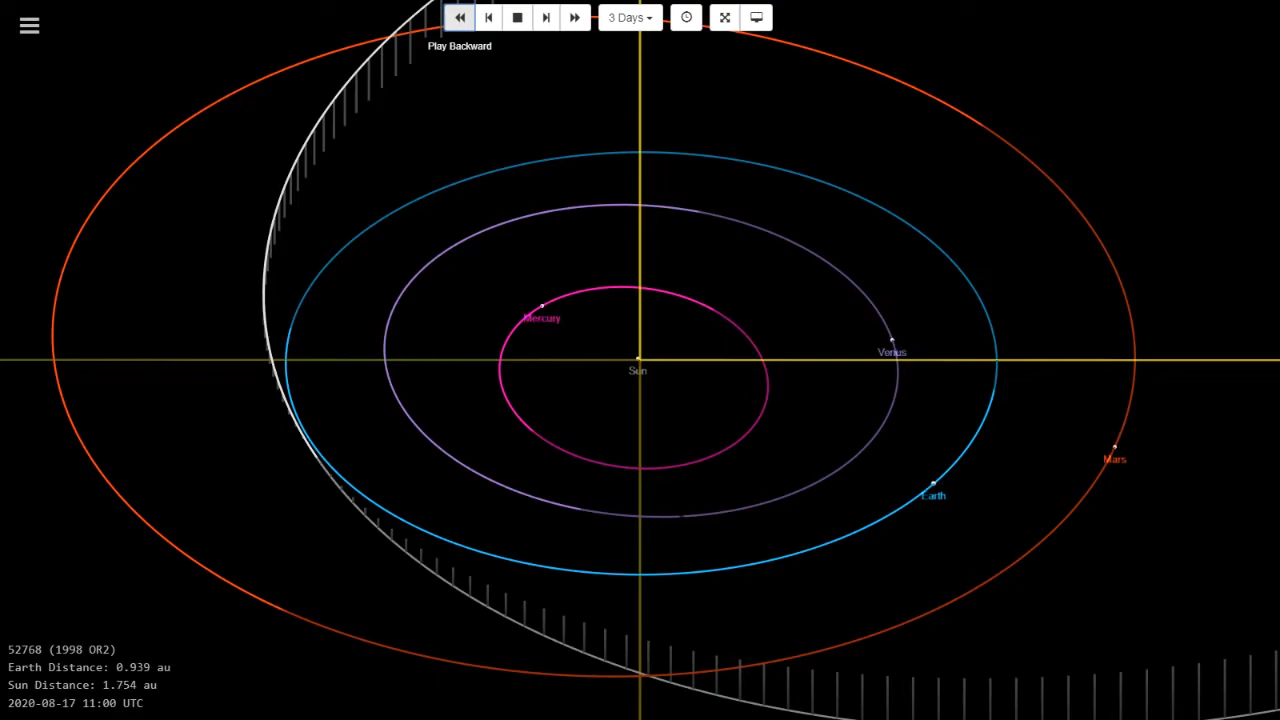 3 Days
Play Backward
Mercury
Venus
Sun
Mars
Earth
52768 (1998 OR2)
Earth Distance: 0.939 au
Sun Distance: 1.754 au
2020-08-17 11:00 UTC